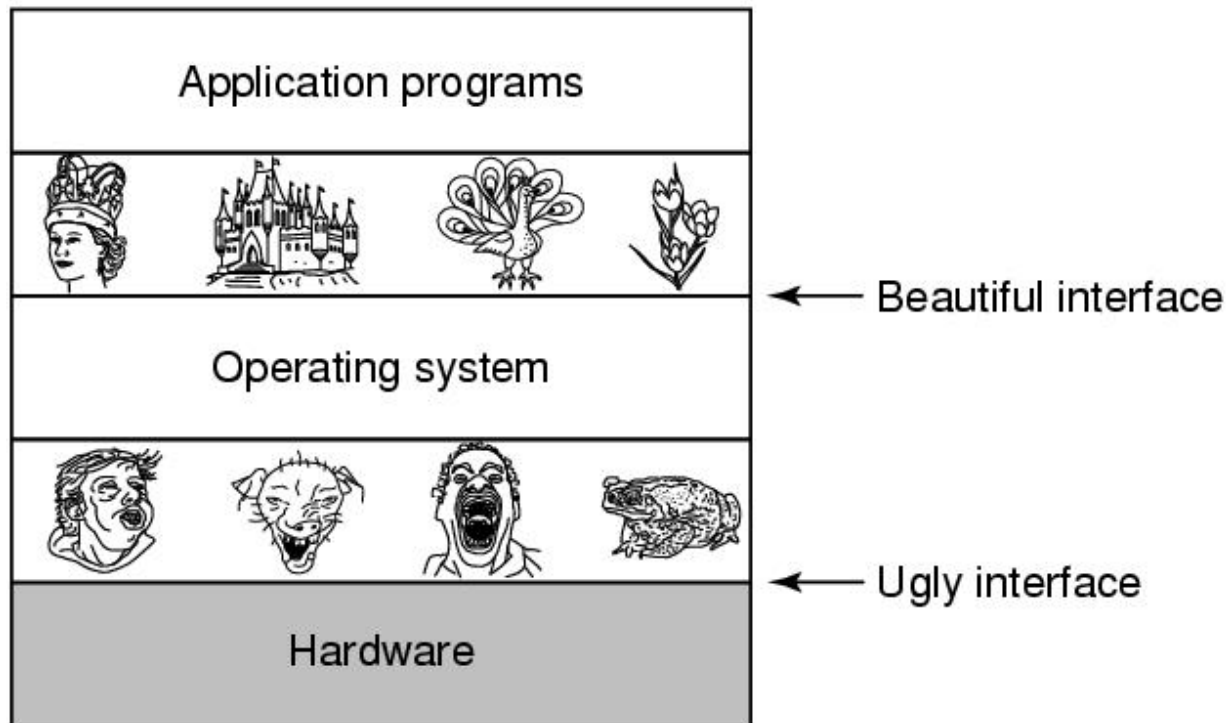 Application programs
Beautiful interface
Operating system
Ugly interface
Hardware